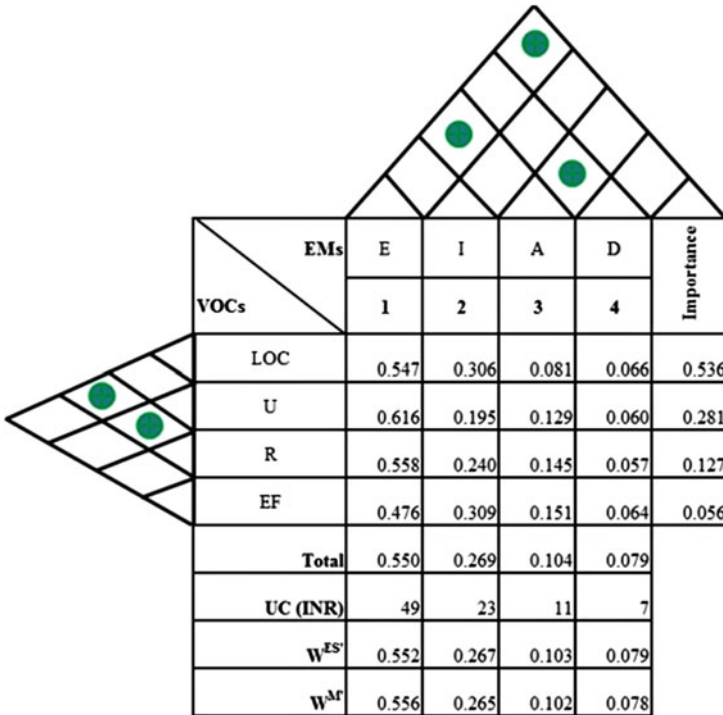 EMs E I A D Importance
VOCs 1 2 3 4
LOC 0.547 0.306 0.081 0.066 0.536
U 0.616 0.195 0.129 0.060 0.281
R 0.558 0.240 0.145 0.057 0.127
EF 0.476 0.309 0.151 0.064 0.056
Total 0.550 0.269 0.104 0.079
UC (INR) 49 23 11 7
W^ES' 0.552 0.267 0.103 0.079
W^M' 0.556 0.265 0.102 0.078